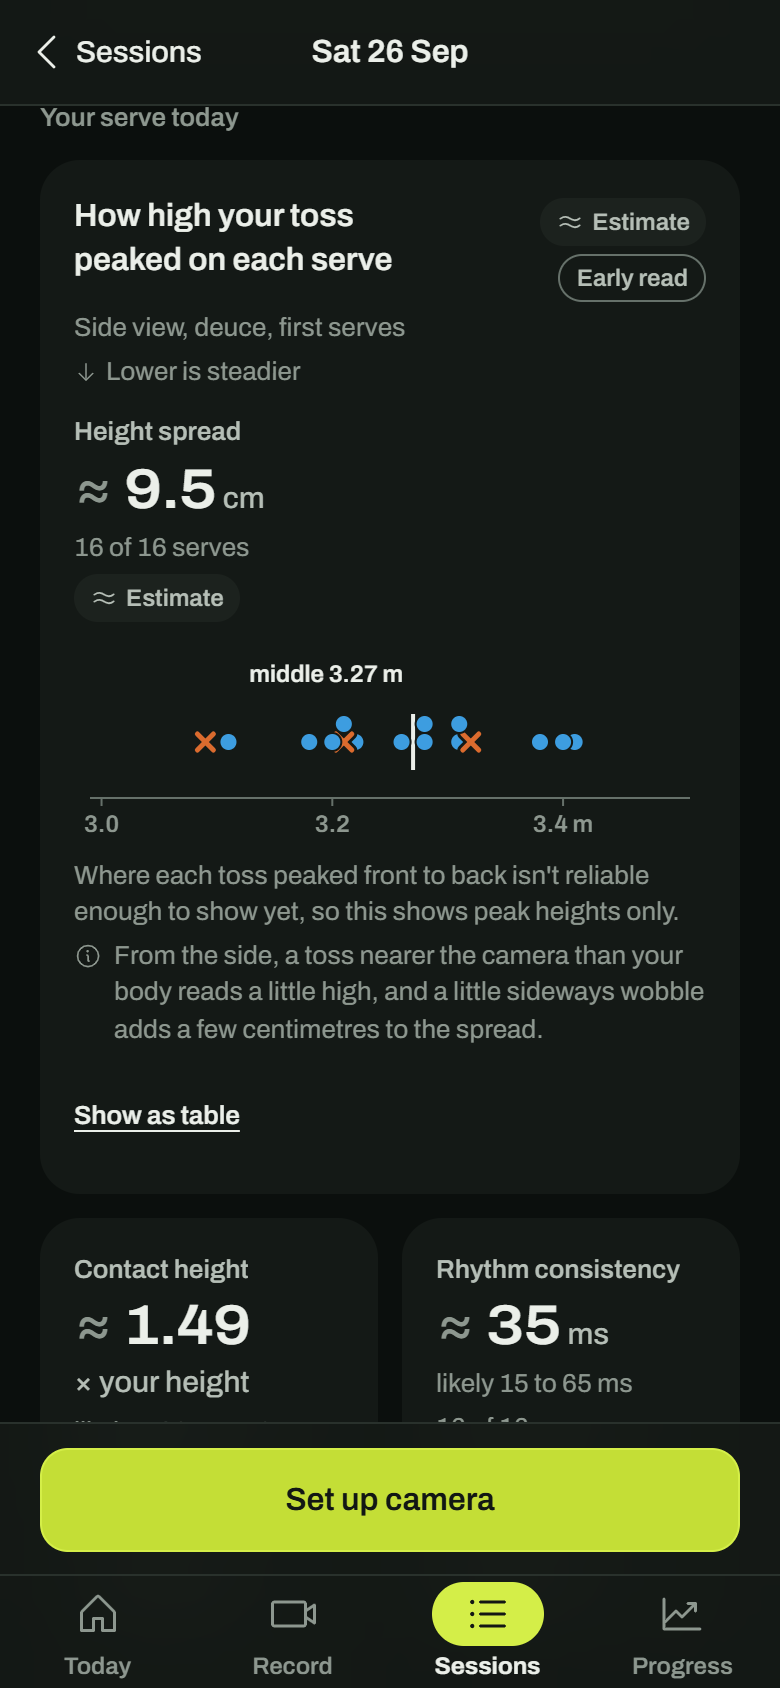 Sessions
Sat 26 Sep
Your serve today
How high your toss
peaked on each serve
≈ Estimate
Early read
Side view, deuce, first serves
↓ Lower is steadier
Height spread
≈ 9.5 cm
16 of 16 serves
≈ Estimate
middle 3.27 m
3.0
3.2
3.4 m
Where each toss peaked front to back isn't reliable
enough to show yet, so this shows peak heights only.
From the side, a toss nearer the camera than your
body reads a little high, and a little sideways wobble
adds a few centimetres to the spread.
Show as table
Contact height
≈ 1.49
× your height
Rhythm consistency
≈ 35 ms
likely 15 to 65 ms
Set up camera
Today
Record
Sessions
Progress